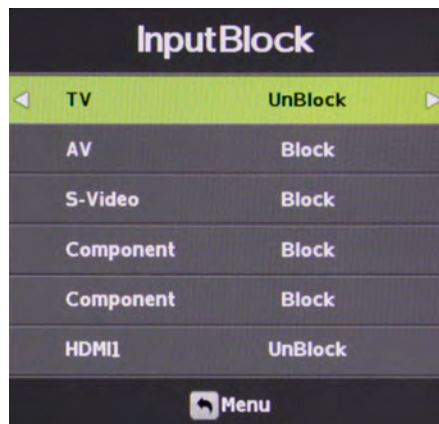 InputBlock
TV UnBlock
AV Block
S-Video Block
Component Block
Component Block
HDMI1 UnBlock
Menu